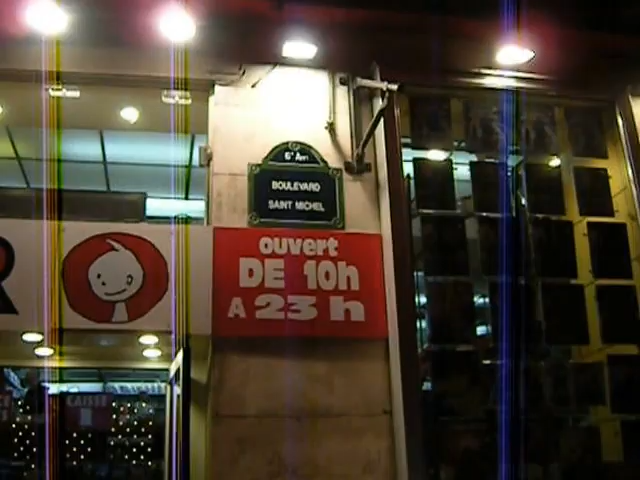 6e Arrt
BOULEVARD
SAINT MICHEL
OUVERT
DE 10h
A 23 h
R
CAISSE